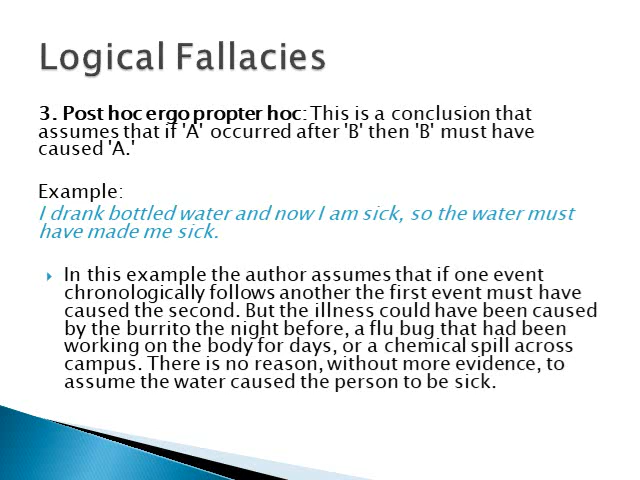 Logical Fallacies
3. Post hoc ergo propter hoc: This is a conclusion that
assumes that if 'A' occurred after 'B' then 'B' must have
caused 'A.'
Example:
I drank bottled water and now I am sick, so the water must
have made me sick.
In this example the author assumes that if one event
chronologically follows another the first event must have
caused the second. But the illness could have been caused
by the burrito the night before, a flu bug that had been
working on the body for days, or a chemical spill across
campus. There is no reason, without more evidence, to
assume the water caused the person to be sick.